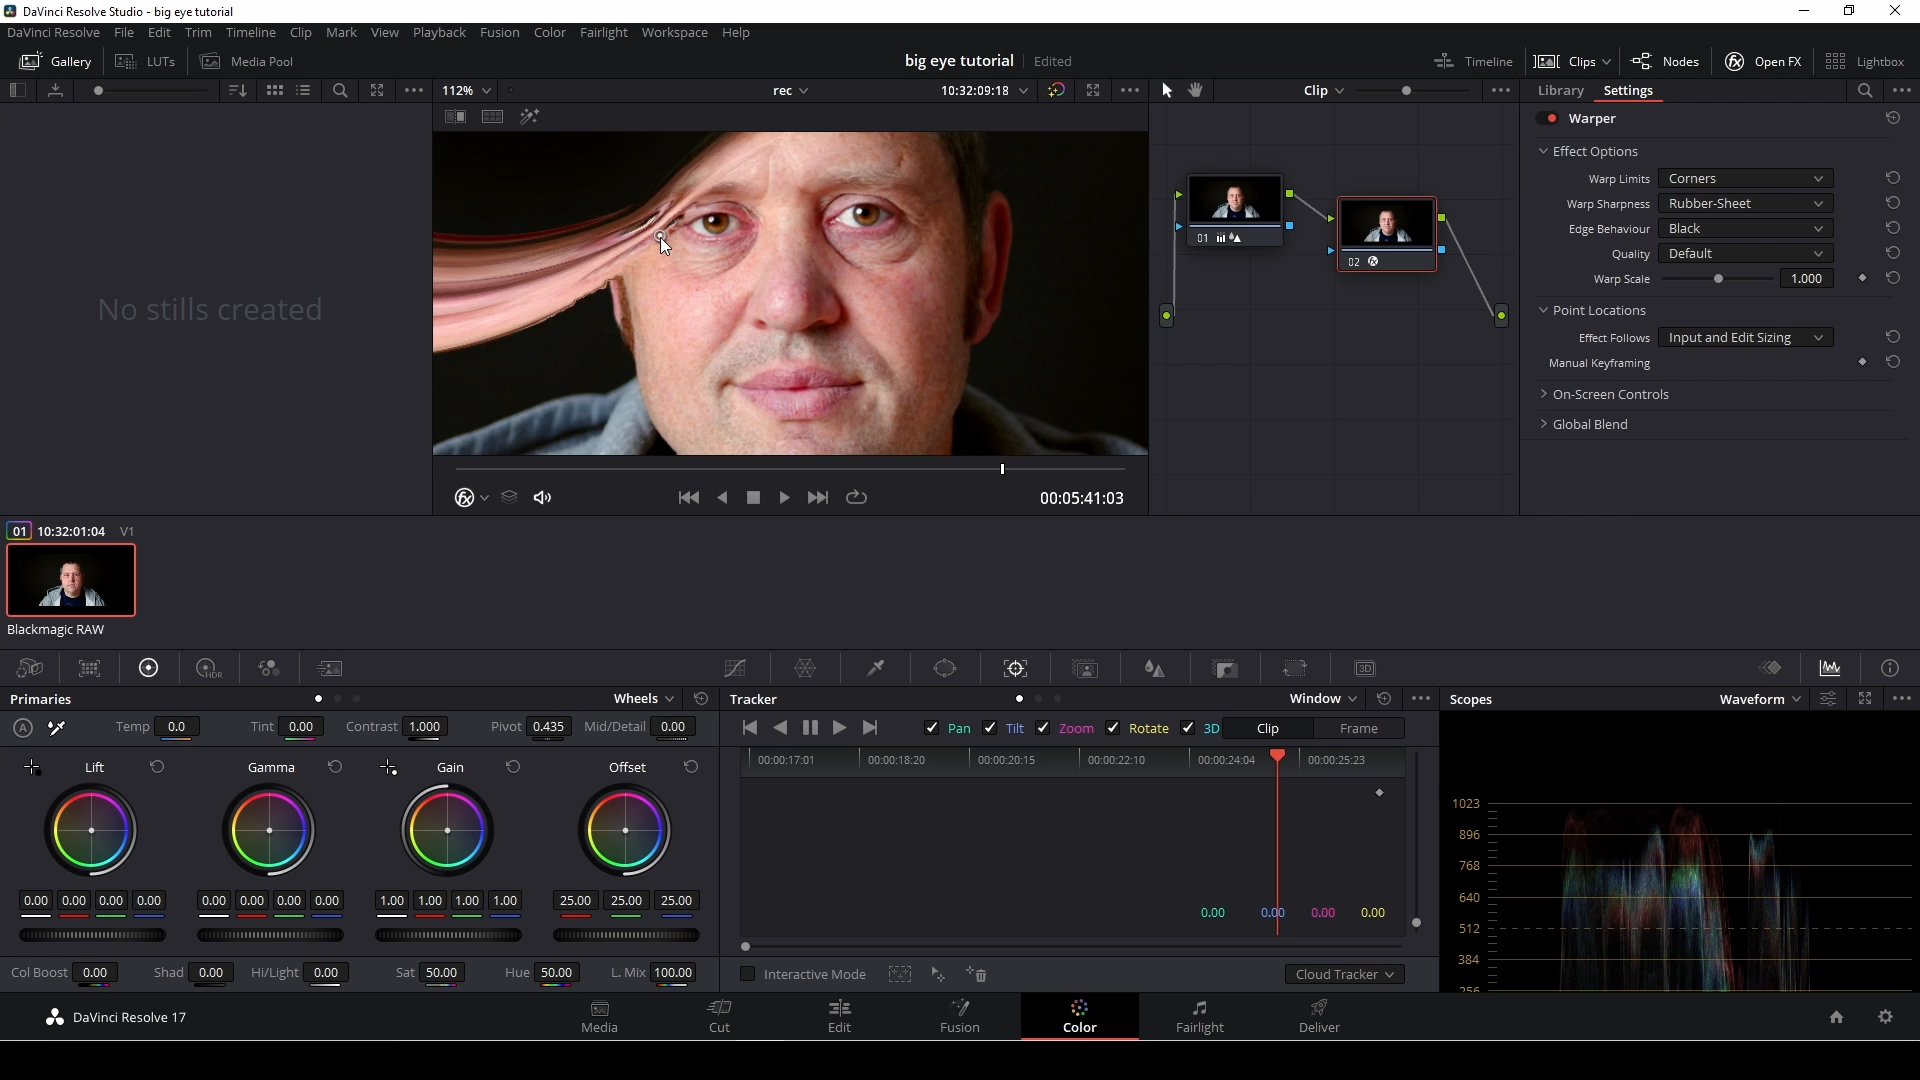 DaVinci Resolve Studio - big eye tutorial
DaVinci Resolve File Edit Trim Timeline Clip Mark View Playback Fusion Color Fairlight Workspace Help
Gallery LUTs Media Pool big eye tutorial Edited Timeline Clips Nodes Open FX Lightbox
112% rec 10:32:09:18 Clip Library Settings
Warper
Effect Options
Warp Limits Corners
Warp Sharpness Rubber-Sheet
Edge Behaviour Black
Quality Default
Warp Scale 1.000
Point Locations
Effect Follows Input and Edit Sizing
Manual Keyframing
On-Screen Controls
Global Blend
No stills created
01
02
00:05:41:03
01 10:32:01:04 V1
Blackmagic RAW
HDR
3D
Primaries Wheels Tracker Window Scopes Waveform
A Temp 0.0 Tint 0.00 Contrast 1.000 Pivot 0.435 Mid/Detail 0.00
Pan Tilt Zoom Rotate 3D Clip Frame
Lift Gamma Gain Offset
00:00:17:01 00:00:18:20 00:00:20:15 00:00:22:10 00:00:24:04 00:00:25:23
0.00 0.00 0.00 0.00 0.00 0.00 0.00 0.00 1.00 1.00 1.00 1.00 25.00 25.00 25.00
0.00 0.00 0.00 0.00
1023
896
768
640
512
384
256
Col Boost 0.00 Shad 0.00 Hi/Light 0.00 Sat 50.00 Hue 50.00 L. Mix 100.00
Interactive Mode Cloud Tracker
DaVinci Resolve 17
Media Cut Edit Fusion Color Fairlight Deliver